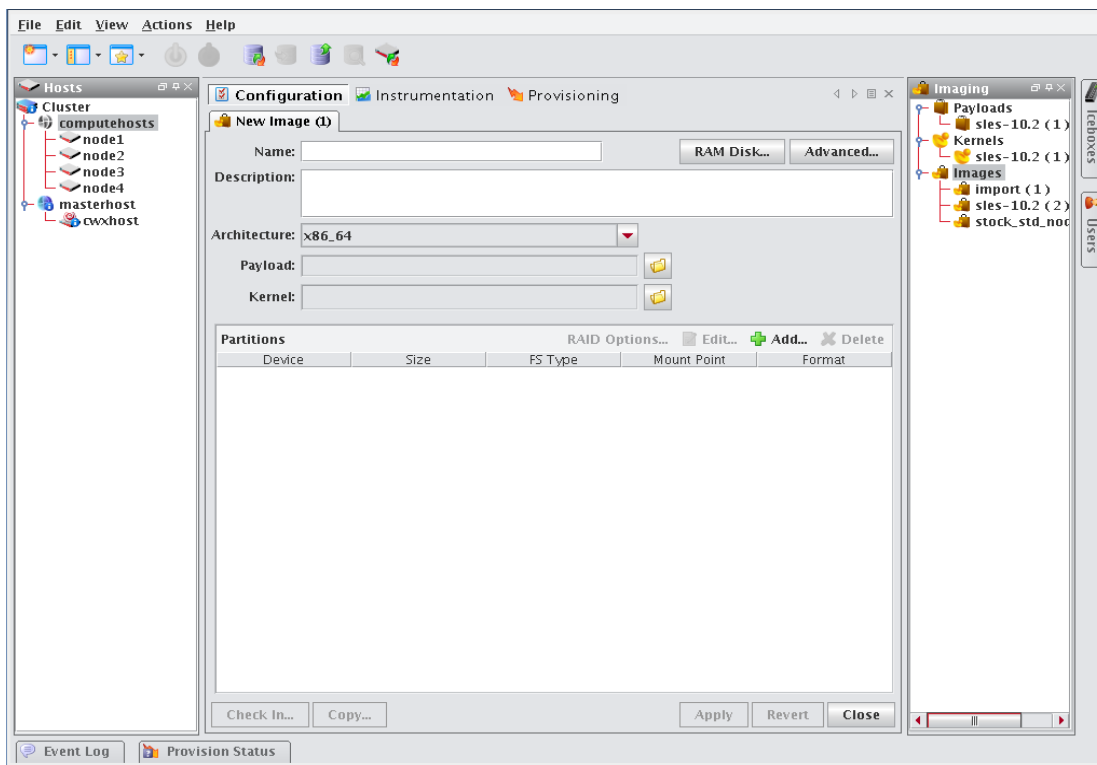 File Edit View Actions Help
Hosts
Cluster
computehosts
node1
node2
node3
node4
masterhost
cwxhost
Configuration Instrumentation Provisioning
New Image (1)
Name:
RAM Disk... Advanced...
Description:
Architecture: x86_64
Payload:
Kernel:
Partitions RAID Options... Edit... Add... Delete
Device Size FS Type Mount Point Format
Check In... Copy... Apply Revert Close
Imaging
Payloads
sles-10.2 (1)
Kernels
sles-10.2 (1)
Images
import (1)
sles-10.2 (2)
stock_std_noc
Iceboxes
Users
Event Log Provision Status